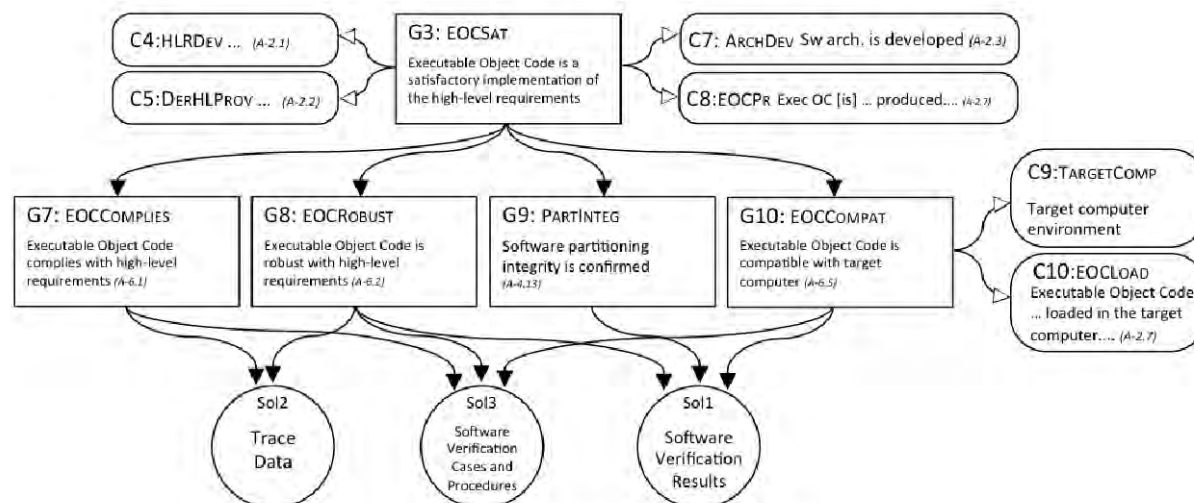 C4:HLRDEV ... (A-2.1)
C5:DERHLPROV ... (A-2.2)
G3: EOCSAT
Executable Object Code is a
satisfactory implementation of
the high-level requirements
C7: ARCHDEV Sw arch. is developed (A-2.3)
C8:EOCPR Exec OC [is] ... produced.... (A-2.7)
G7: EOCCOMPLIES
Executable Object Code
complies with high-level
requirements (A-6.1)
G8: EOCROBUST
Executable Object Code is
robust with high-level
requirements (A-6.2)
G9: PARTINTEG
Software partitioning
integrity is confirmed
(A-4.13)
G10: EOCCOMPAT
Executable Object Code is
compatible with target
computer (A-6.5)
C9:TARGETCOMP
Target computer
environment
C10:EOCLOAD
Executable Object Code
... loaded in the target
computer.... (A-2.7)
Sol2
Trace
Data
Sol3
Software
Verification
Cases and
Procedures
Sol1
Software
Verification
Results